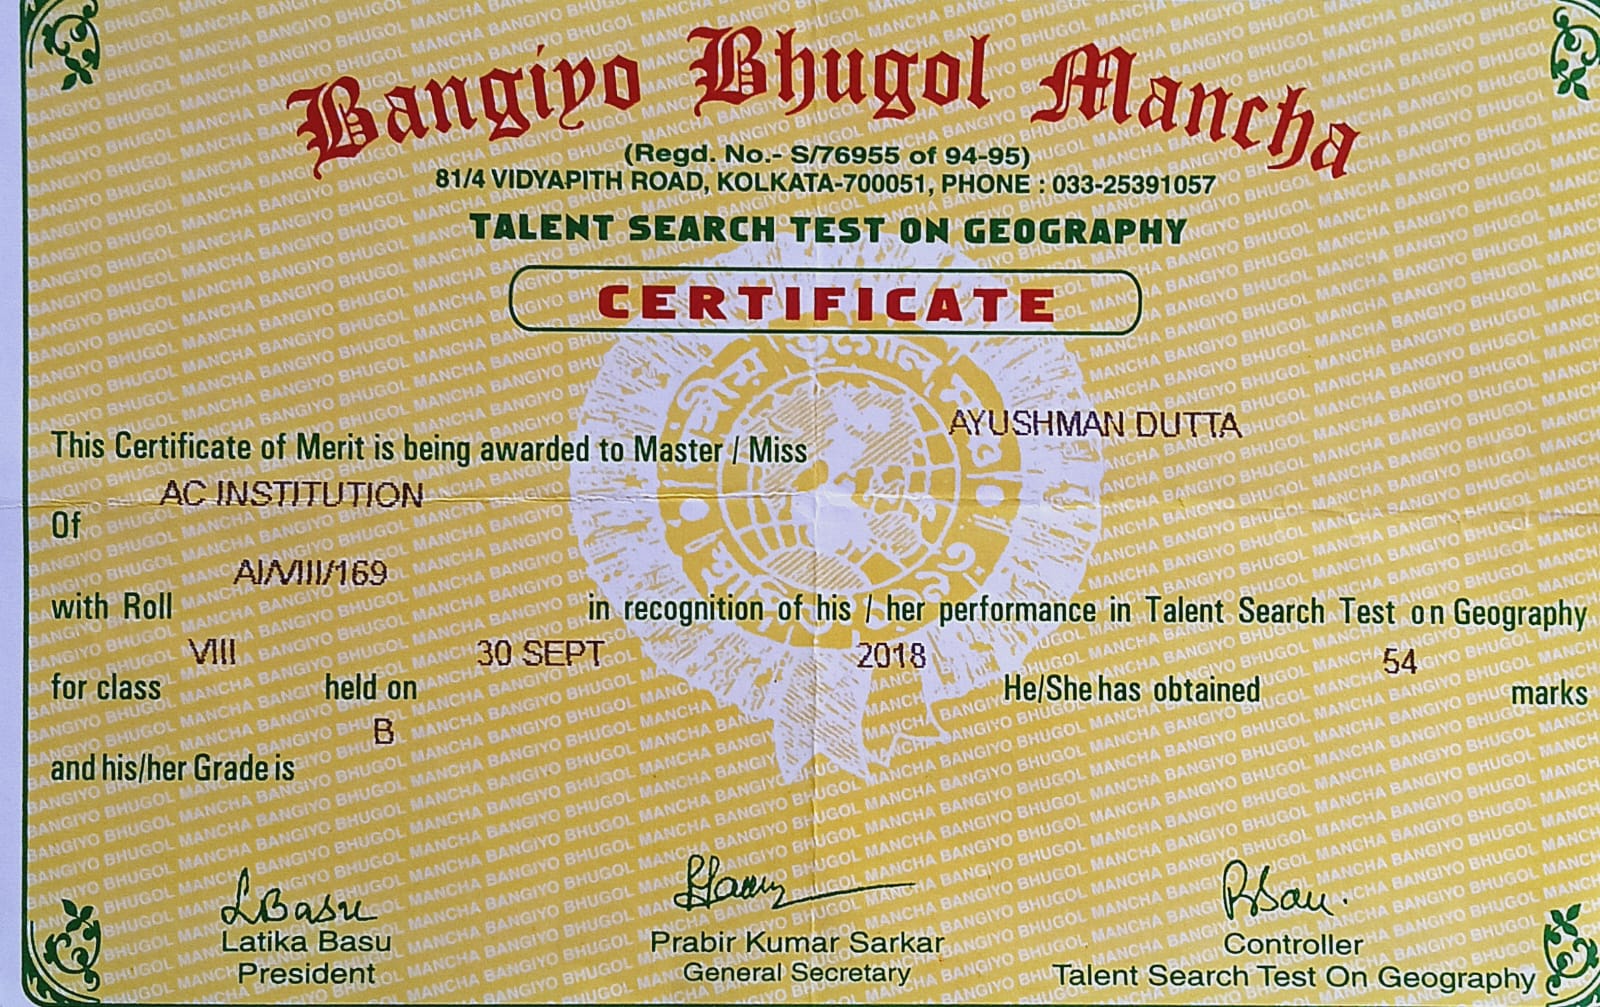 Bangiyo Bhugol Mancha
(Regd. No.- S/76955 of 94-95)
81/4 VIDYAPITH ROAD, KOLKATA-700051, PHONE : 033-25391057
TALENT SEARCH TEST ON GEOGRAPHY
CERTIFICATE
AYUSHMAN DUTTA
This Certificate of Merit is being awarded to Master / Miss
AC INSTITUTION
Of
AI/VIII/169
with Roll in recognition of his / her performance in Talent Search Test on Geography
VIII 30 SEPT 2018 54
for class held on He/She has obtained marks
B
and his/her Grade is
L Basu
Latika Basu Prabir Kumar Sarkar Controller
President General Secretary Talent Search Test On Geography